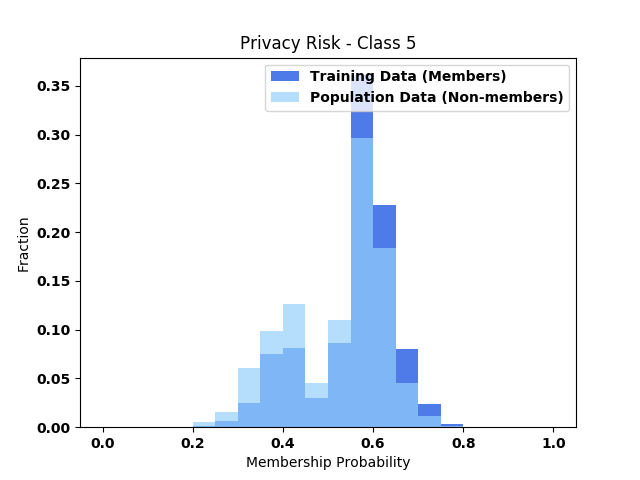 Privacy Risk - Class 5
Training Data (Members)
Population Data (Non-members)
0.35
0.30
0.25
0.20
0.15
0.10
0.05
0.00
Fraction
0.0 0.2 0.4 0.6 0.8 1.0
Membership Probability